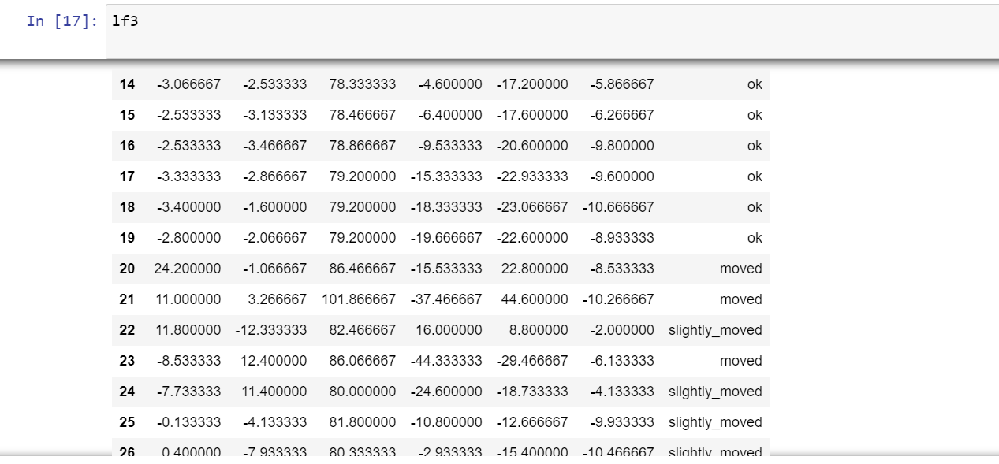 In [17]: lf3
14 -3.066667 -2.533333 78.333333 -4.600000 -17.200000 -5.866667 ok
15 -2.533333 -3.133333 78.466667 -6.400000 -17.600000 -6.266667 ok
16 -2.533333 -3.466667 78.866667 -9.533333 -20.600000 -9.800000 ok
17 -3.333333 -2.866667 79.200000 -15.333333 -22.933333 -9.600000 ok
18 -3.400000 -1.600000 79.200000 -18.333333 -23.066667 -10.666667 ok
19 -2.800000 -2.066667 79.200000 -19.666667 -22.600000 -8.933333 ok
20 24.200000 -1.066667 86.466667 -15.533333 22.800000 -8.533333 moved
21 11.000000 3.266667 101.866667 -37.466667 44.600000 -10.266667 moved
22 11.800000 -12.333333 82.466667 16.000000 8.800000 -2.000000 slightly_moved
23 -8.533333 12.400000 86.066667 -44.333333 -29.466667 -6.133333 moved
24 -7.733333 11.400000 80.000000 -24.600000 -18.733333 -4.133333 slightly_moved
25 -0.133333 -4.133333 81.800000 -10.800000 -12.666667 -9.933333 slightly_moved
26 0.400000 -7.933333 80.333333 -2.933333 -15.400000 -10.466667 slightly_moved